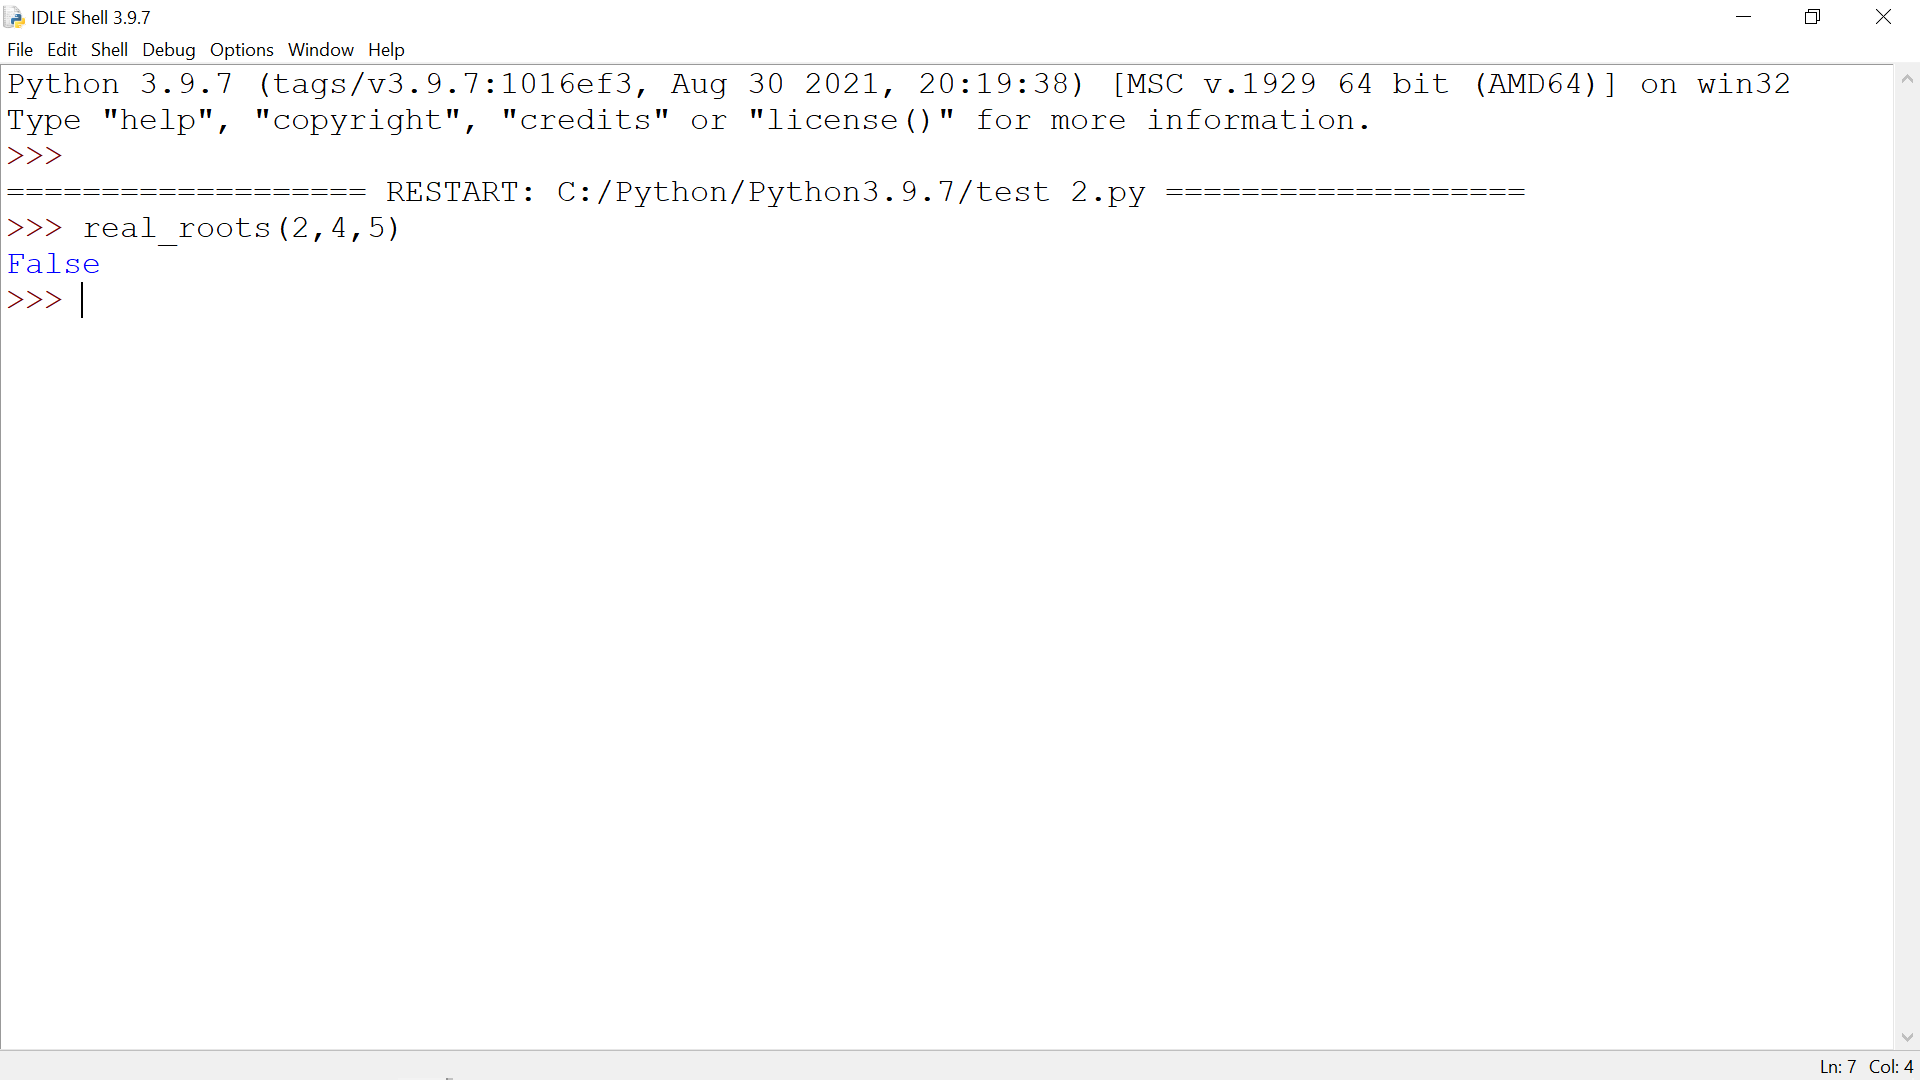 IDLE Shell 3.9.7
File Edit Shell Debug Options Window Help
Python 3.9.7 (tags/v3.9.7:1016ef3, Aug 30 2021, 20:19:38) [MSC v.1929 64 bit (AMD64)] on win32
Type "help", "copyright", "credits" or "license()" for more information.
>>>
=================== RESTART: C:/Python/Python3.9.7/test 2.py ===================
>>> real_roots(2,4,5)
False
>>>
Ln: 7 Col: 4